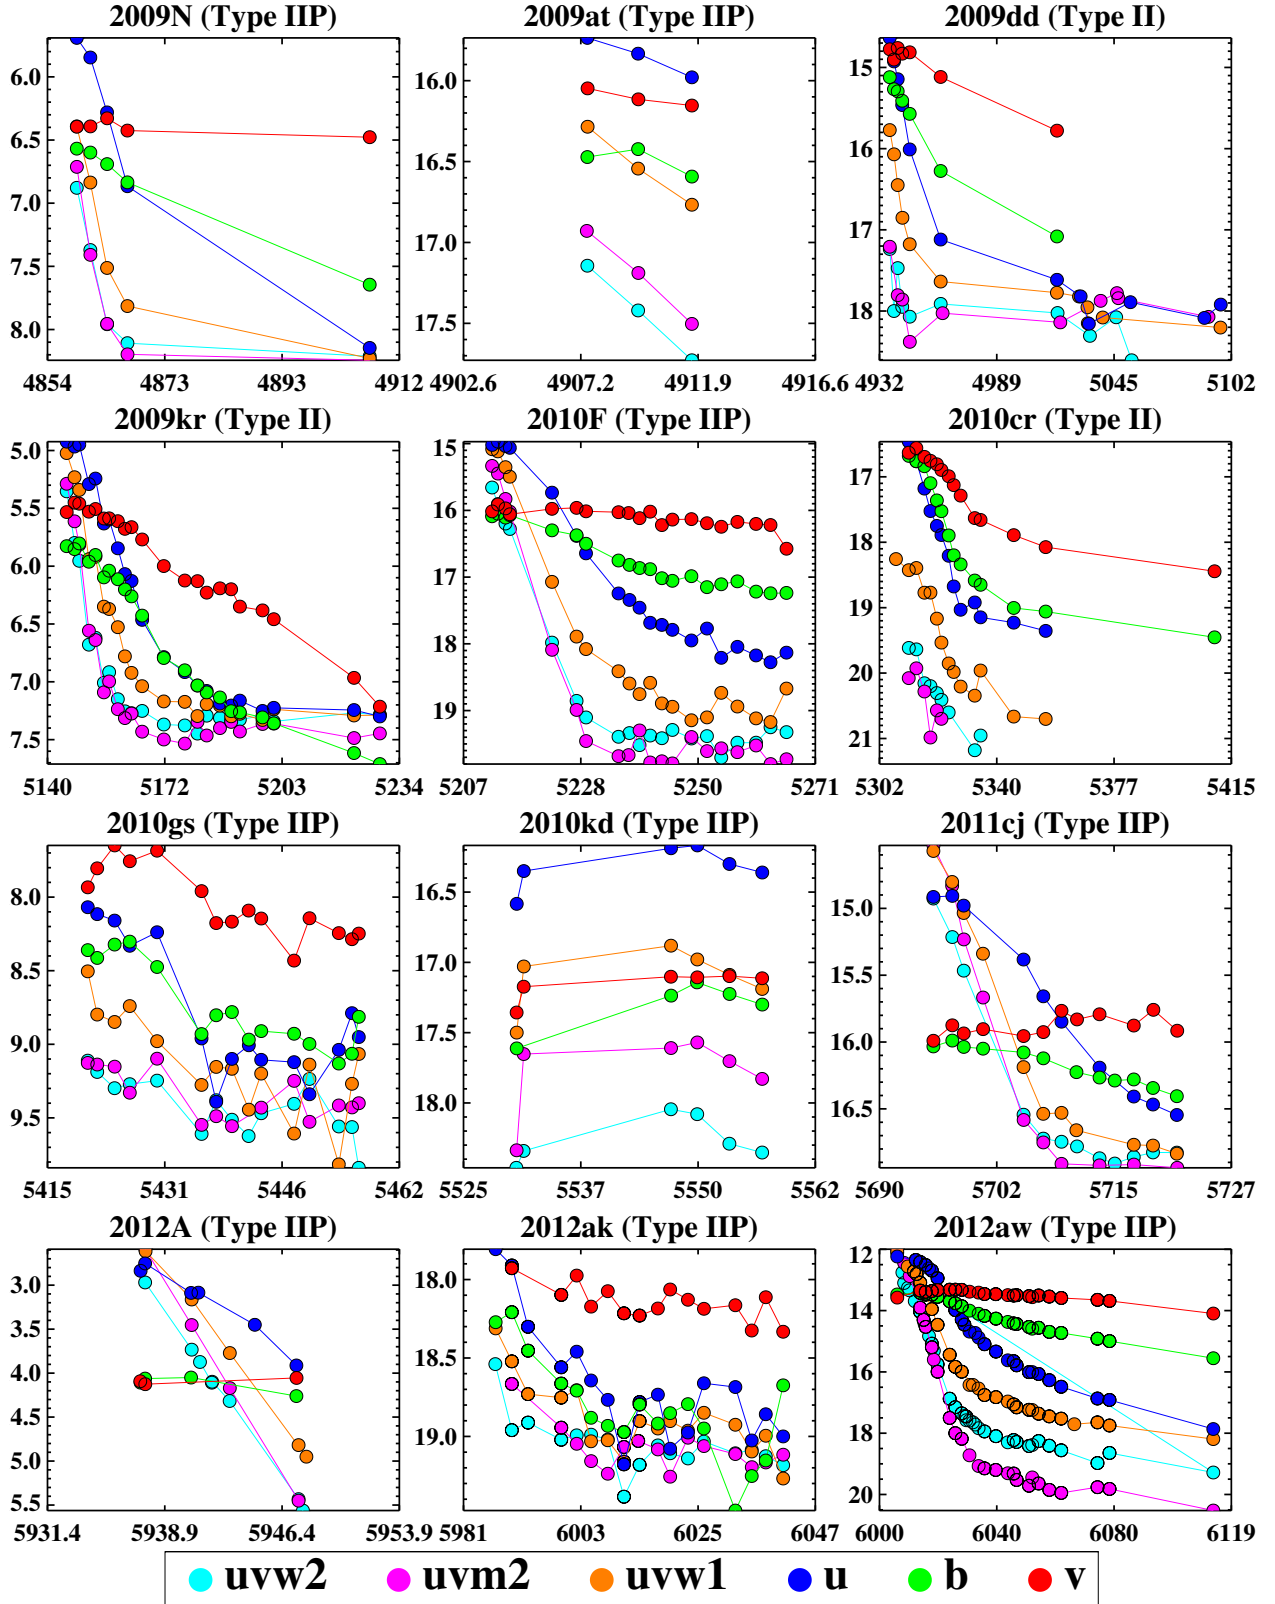 2009N (Type IIP)
2009at (Type IIP)
2009dd (Type II)
6.0
6.5
7.0
7.5
8.0
4854 4873 4893 4912
16.0
16.5
17.0
17.5
4902.6 4907.2 4911.9 4916.6
15
16
17
18
4932 4989 5045 5102
2009kr (Type II)
2010F (Type IIP)
2010cr (Type II)
5.0
5.5
6.0
6.5
7.0
7.5
5140 5172 5203 5234
15
16
17
18
19
5207 5228 5250 5271
17
18
19
20
21
5302 5340 5377 5415
2010gs (Type IIP)
2010kd (Type IIP)
2011cj (Type IIP)
8.0
8.5
9.0
9.5
5415 5431 5446 5462
16.5
17.0
17.5
18.0
5525 5537 5550 5562
15.0
15.5
16.0
16.5
5690 5702 5715 5727
2012A (Type IIP)
2012ak (Type IIP)
2012aw (Type IIP)
3.0
3.5
4.0
4.5
5.0
5.5
5931.4 5938.9 5946.4 5953.9
18.0
18.5
19.0
5981 6003 6025 6047
12
14
16
18
20
6000 6040 6080 6119
uvw2 uvm2 uvw1 u b v